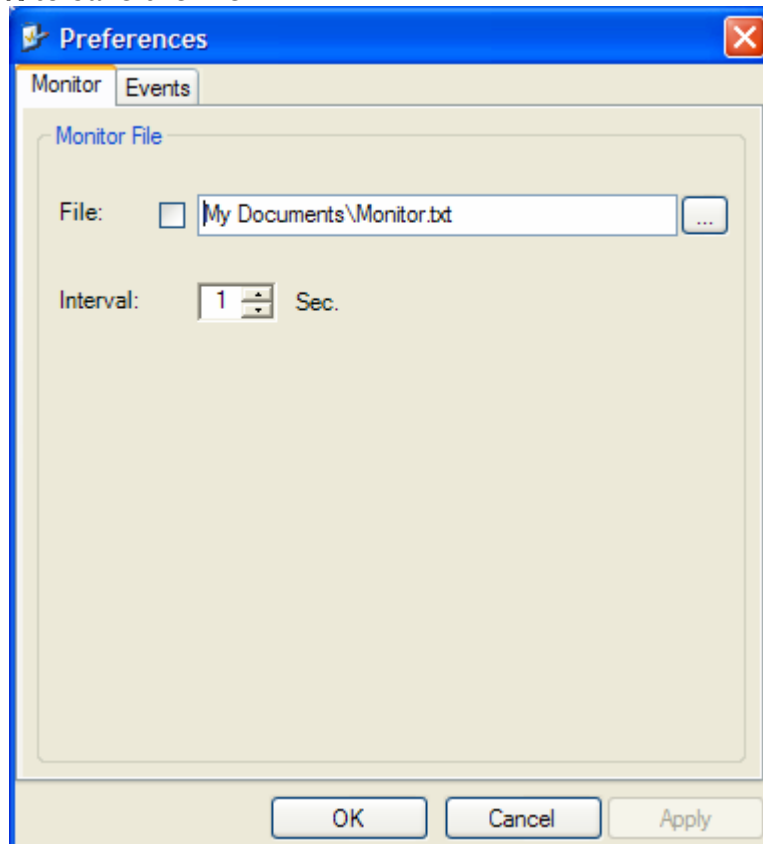 Preferences
Monitor Events
Monitor File
File: My Documents\Monitor.txt ...
Interval: 1 Sec.
OK Cancel Apply